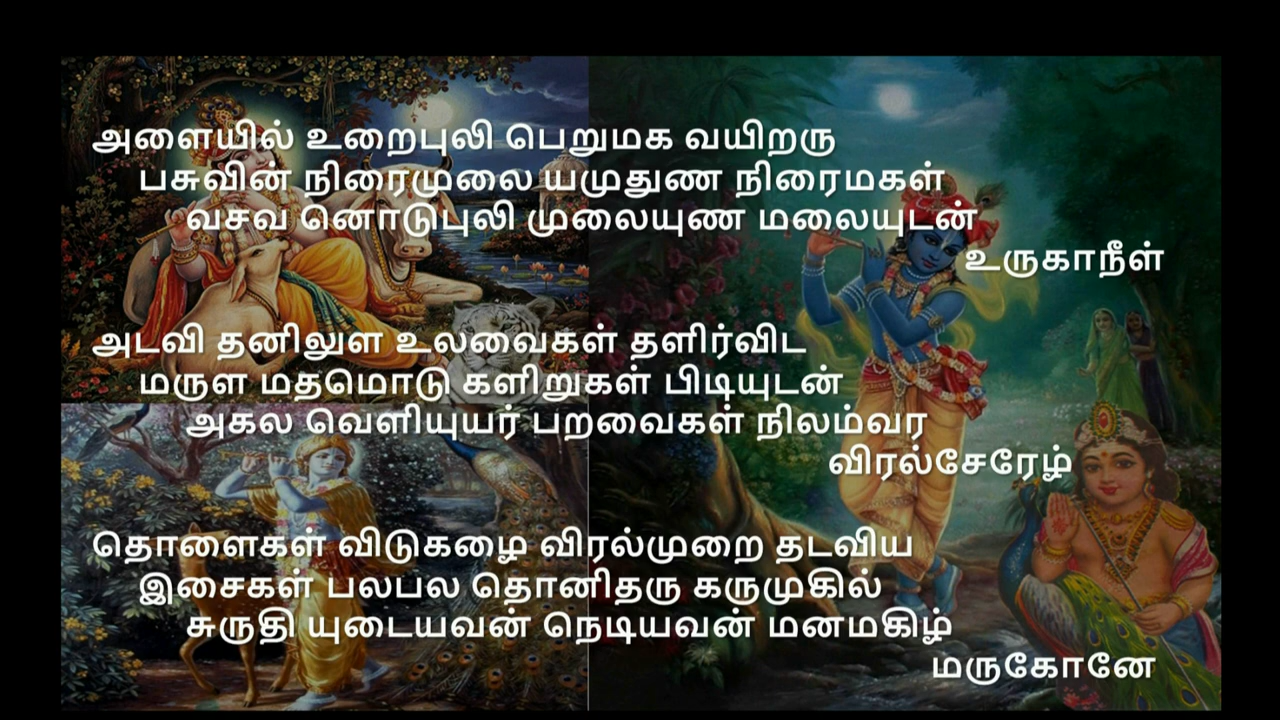 அளையில் உறைபுலி பெறுமக வயிறரு
பசுவின் நிரைமுலை யமுதுண நிரைமகள்
வசவ னொடுபுலி முலையுண மலையுடன்
உருகாநீள்
அடவி தனிலுள உலவைகள் தளிர்விட
மருள மதமொடு களிறுகள் பிடியுடன்
அகல வெளியுயர் பறவைகள் நிலம்வர
விரல்சேரேழ்
தொளைகள் விடுகழை விரல்முறை தடவிய
இசைகள் பலபல தொனிதரு கருமுகில்
சுருதி யுடையவன் நெடியவன் மனமகிழ்
மருகோனே